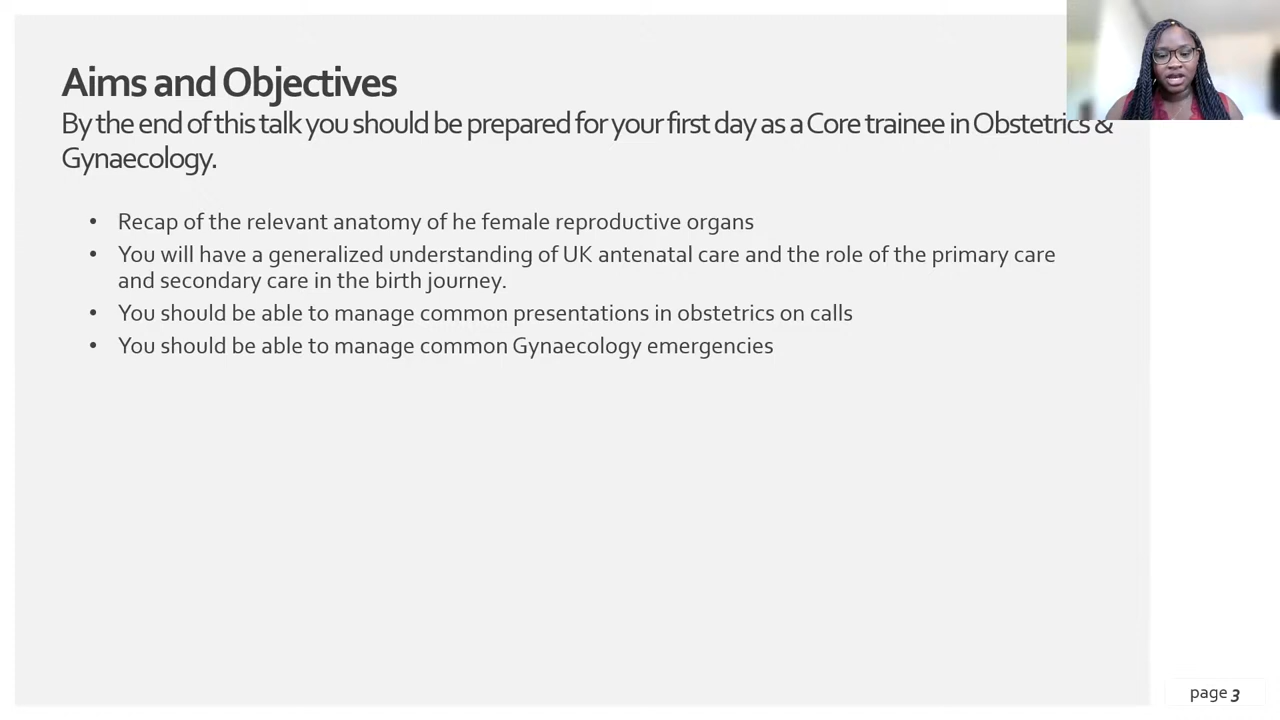 Aims and Objectives
By the end of this talk you should be prepared for your first day as a Core trainee in Obstetrics &
Gynaecology.
• Recap of the relevant anatomy of he female reproductive organs
• You will have a generalized understanding of UK antenatal care and the role of the primary care
and secondary care in the birth journey.
• You should be able to manage common presentations in obstetrics on calls
• You should be able to manage common Gynaecology emergencies
page 3